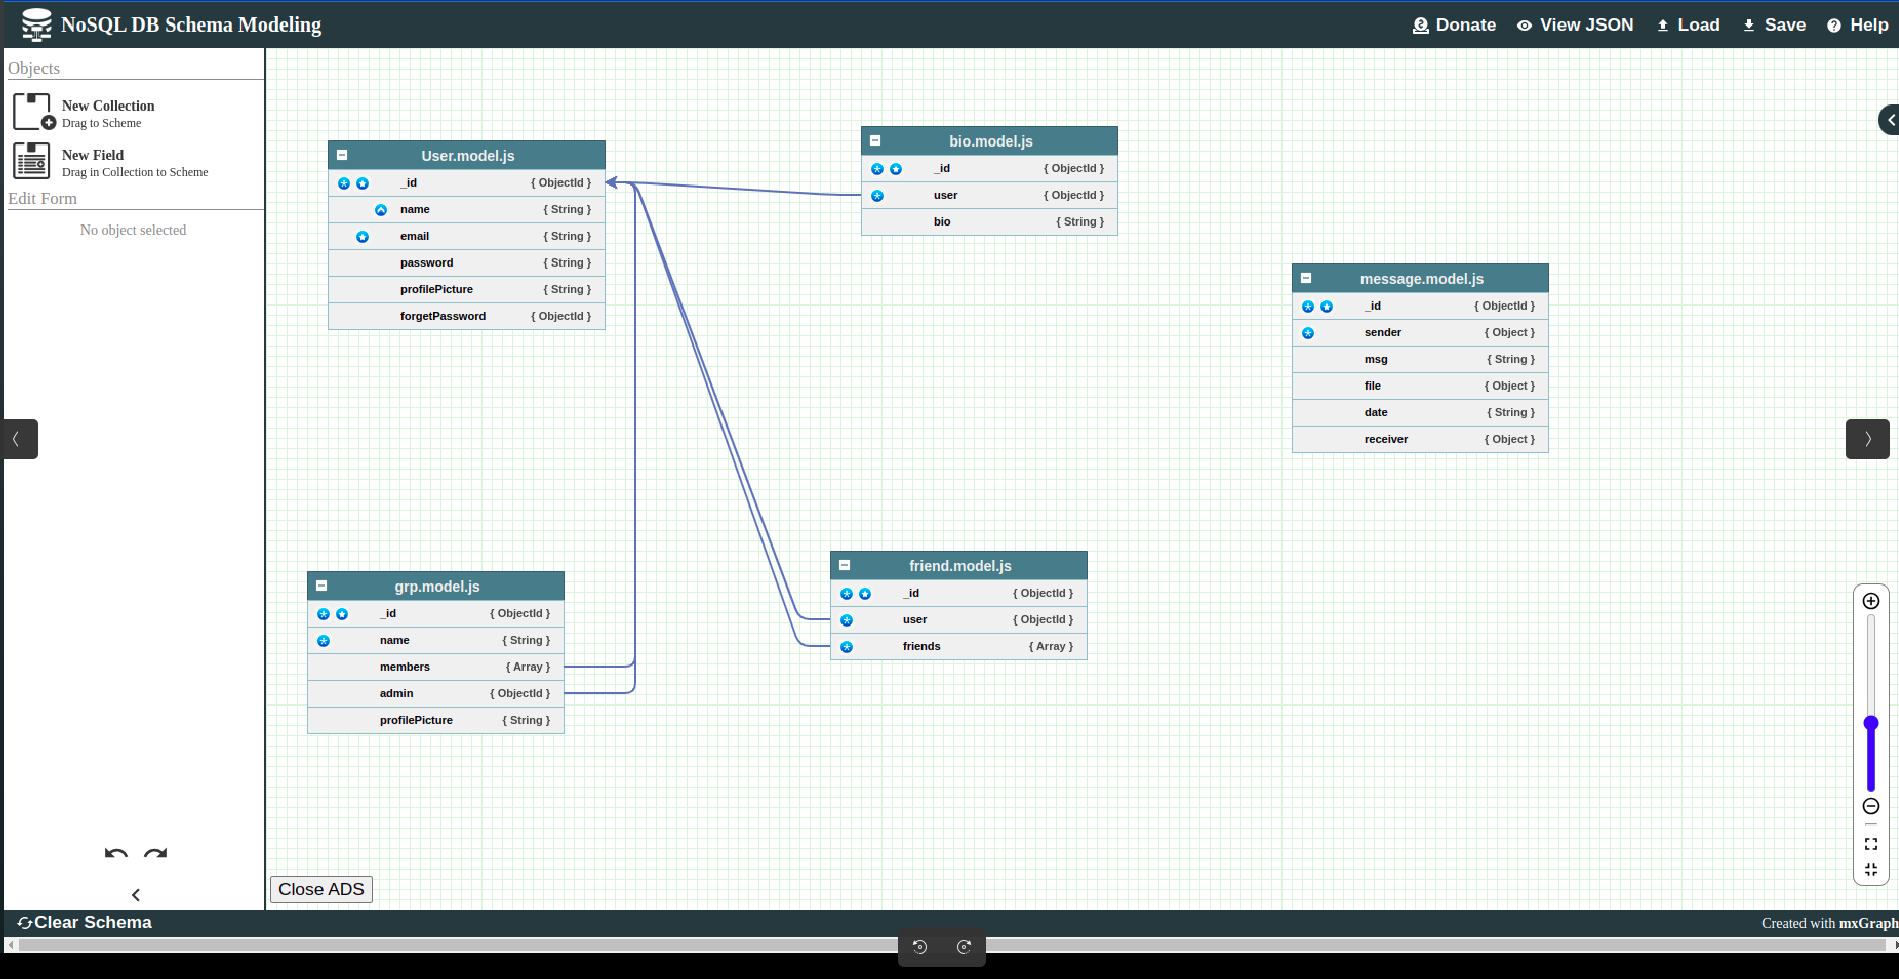 NoSQL DB Schema Modeling
Donate View JSON Load Save Help
Objects
New Collection
Drag to Scheme
New Field
Drag in Collection to Scheme
Edit Form
No object selected
User.model.js
_id { ObjectId }
name { String }
email { String }
password { String }
profilePicture { String }
forgetPassword { ObjectId }
bio.model.js
_id { ObjectId }
user { ObjectId }
bio { String }
message.model.js
_id { ObjectId }
sender { Object }
msg { String }
file { Object }
date { String }
receiver { Object }
grp.model.js
_id { ObjectId }
name { String }
members { Array }
admin { ObjectId }
profilePicture { String }
friend.model.js
_id { ObjectId }
user { ObjectId }
friends { Array }
Close ADS
Clear Schema
Created with mxGraph